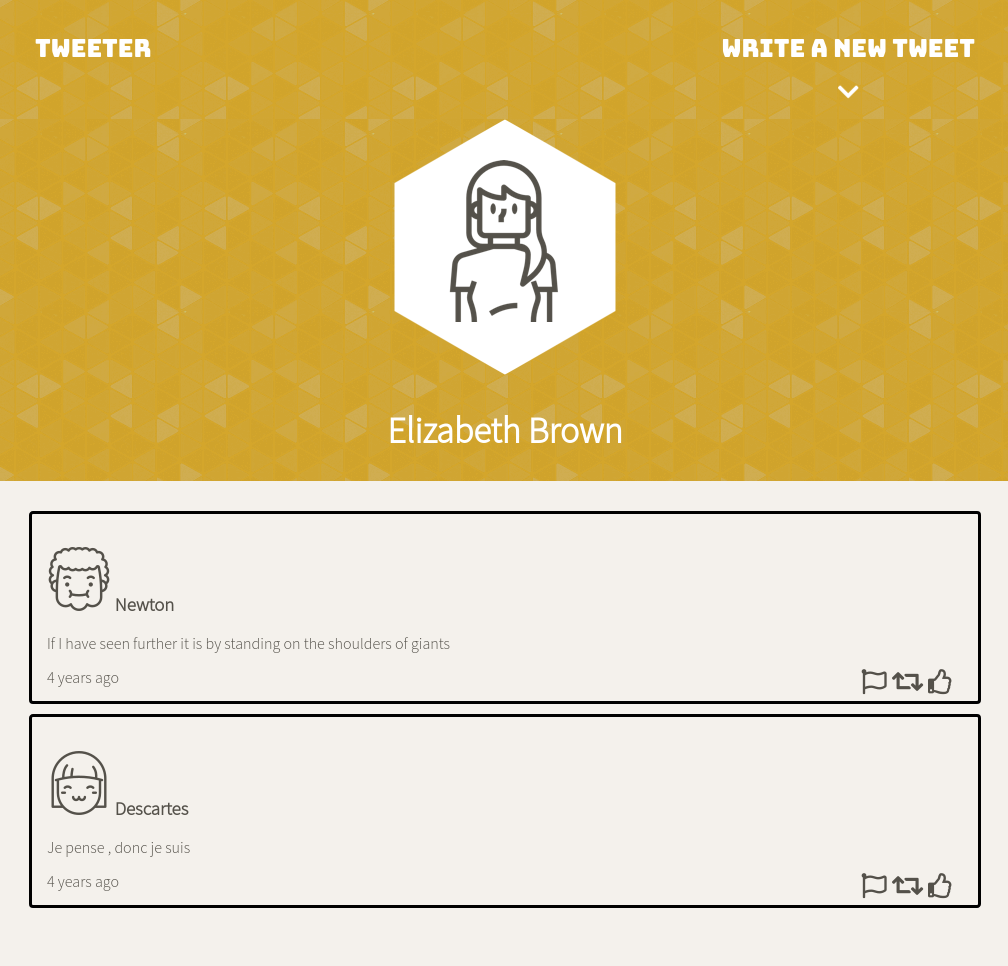 TWEETER
WRITE A NEW TWEET
Elizabeth Brown
Newton
If I have seen further it is by standing on the shoulders of giants
4 years ago
Descartes
Je pense , donc je suis
4 years ago